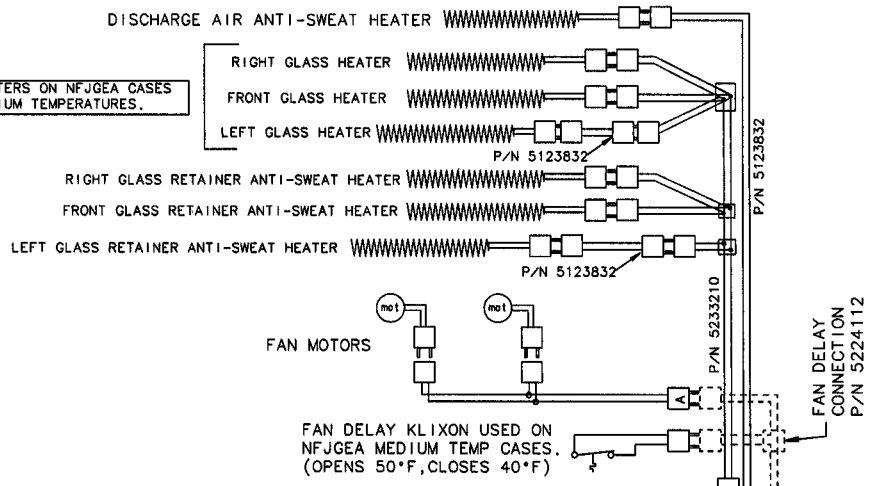 DISCHARGE AIR ANTI-SWEAT HEATER
RIGHT GLASS HEATER
TERS ON NFJGEA CASES
IUM TEMPERATURES.
FRONT GLASS HEATER
LEFT GLASS HEATER
P/N 5123832
P/N 5123832
RIGHT GLASS RETAINER ANTI-SWEAT HEATER
FRONT GLASS RETAINER ANTI-SWEAT HEATER
LEFT GLASS RETAINER ANTI-SWEAT HEATER
P/N 5123832
P/N 5233210
mot
mot
FAN MOTORS
A
FAN DELAY
CONNECTION
P/N 5224112
FAN DELAY KLIXON USED ON
NFJGEA MEDIUM TEMP CASES.
(OPENS 50°F,CLOSES 40°F)